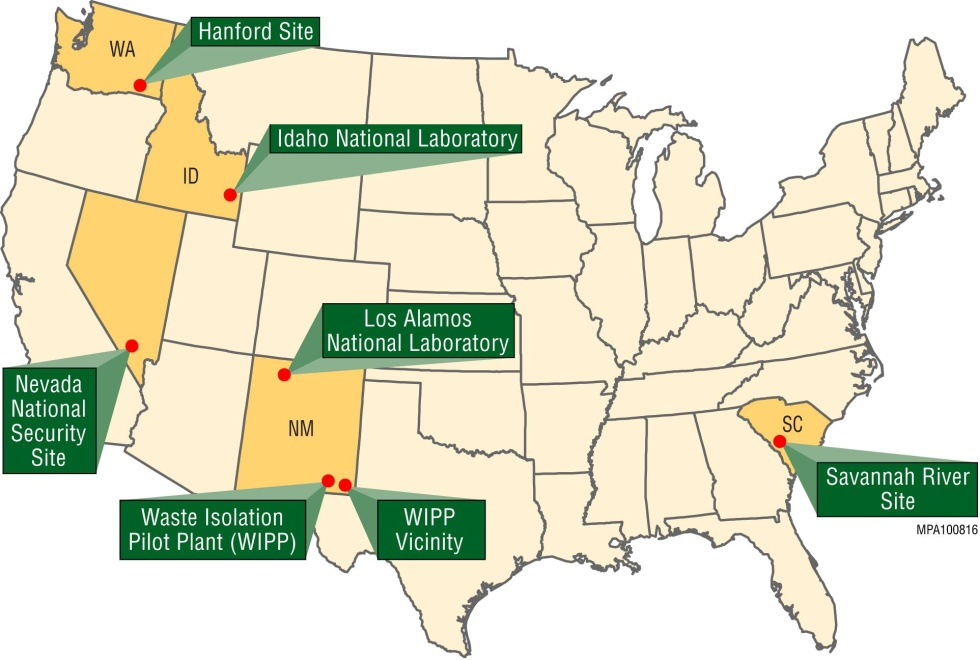 WA
Hanford Site
Idaho National Laboratory
ID
Los Alamos
National Laboratory
Nevada
National
Security
Site
NM
SC
Savannah River
Site
Waste Isolation
Pilot Plant (WIPP)
WIPP
Vicinity
MPA100816